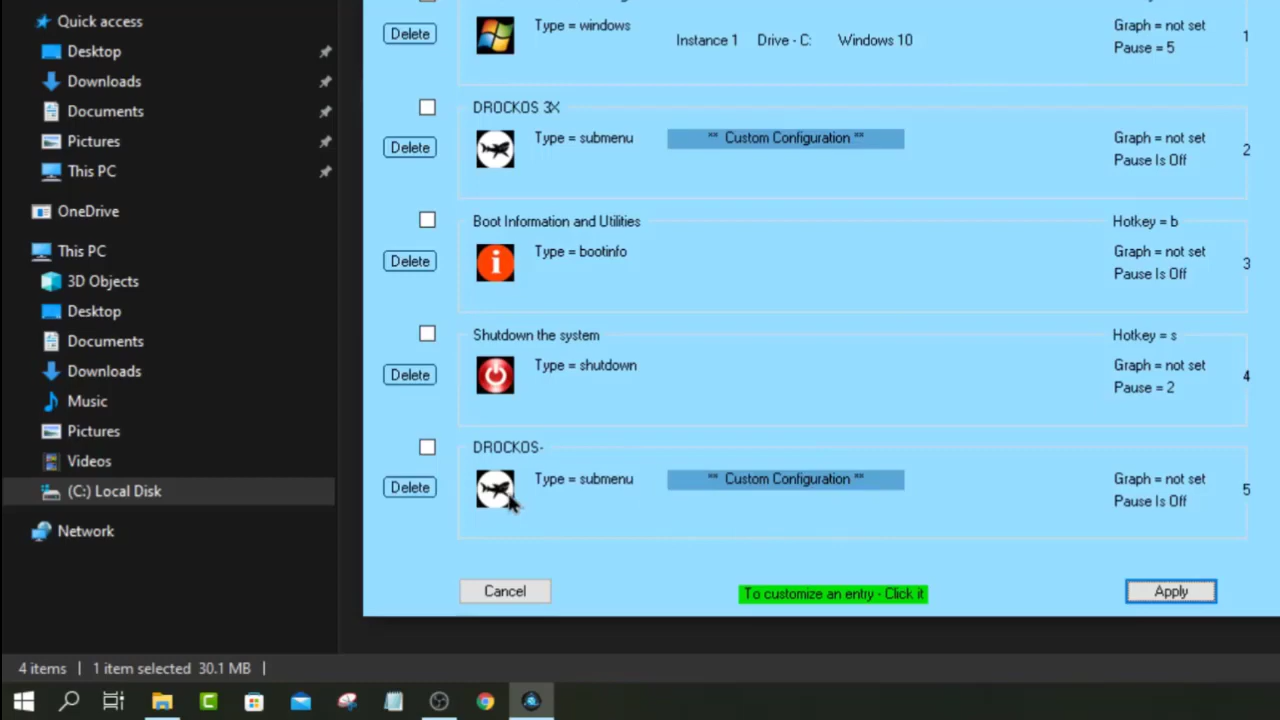 Quick access
Desktop
Downloads
Documents
Pictures
This PC
OneDrive
This PC
3D Objects
Desktop
Documents
Downloads
Music
Pictures
Videos
(C:) Local Disk
Network
4 items 1 item selected 30.1 MB
Delete Type = windows Instance 1 Drive - C: Windows 10 Graph = not set
Pause = 5
1
DROCKOS 3X
Delete Type = submenu ** Custom Configuration ** Graph = not set
Pause Is Off
2
Boot Information and Utilities Hotkey = b
Delete Type = bootinfo Graph = not set
Pause Is Off
3
Shutdown the system Hotkey = s
Delete Type = shutdown Graph = not set
Pause = 2
4
DROCKOS-
Delete Type = submenu ** Custom Configuration ** Graph = not set
Pause Is Off
5
Cancel To customize an entry - Click it Apply